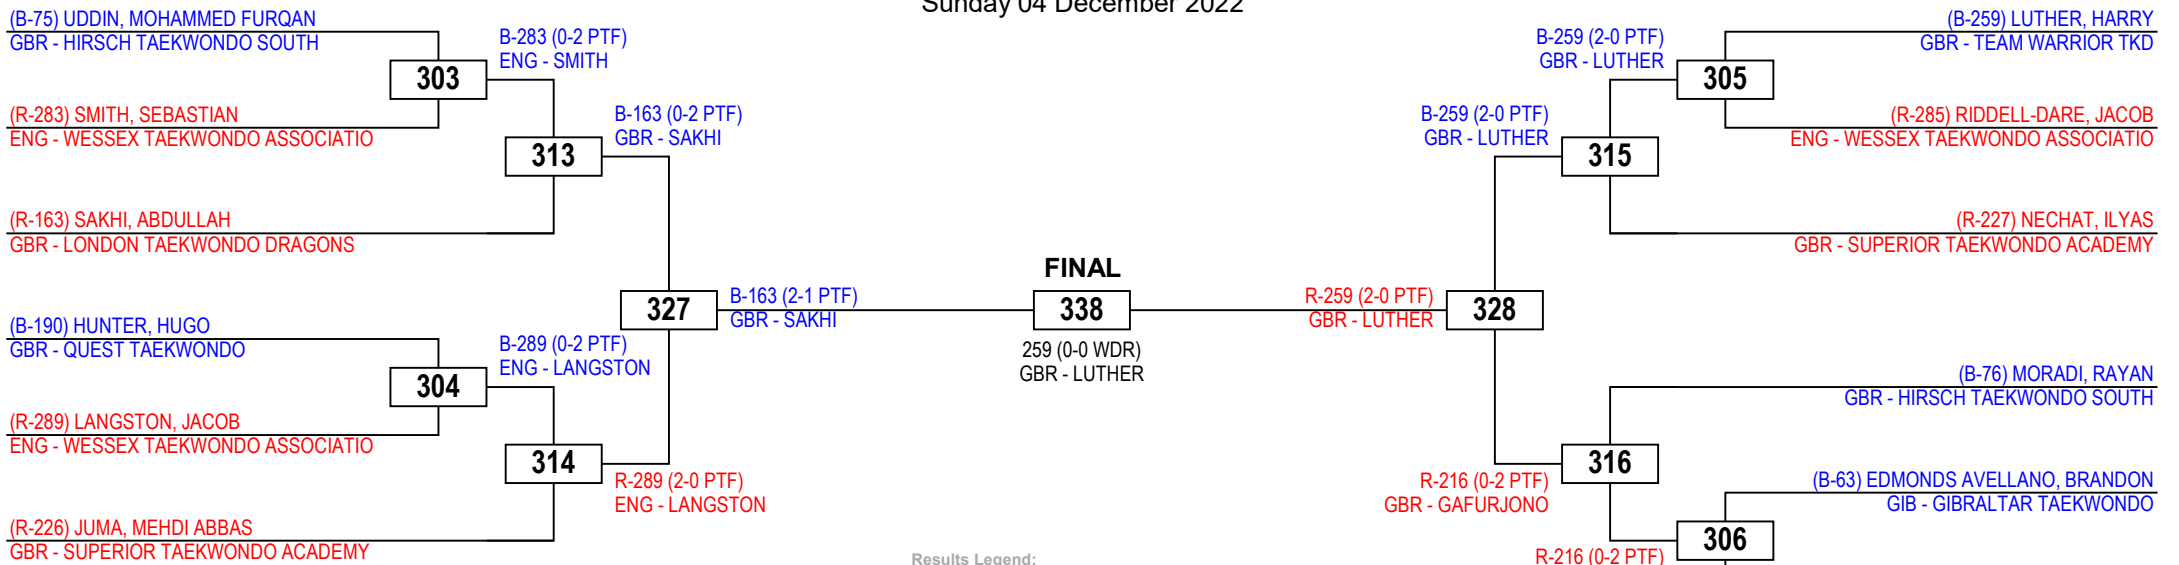 Sunday 04 December 2022
(B-75) UDDIN, MOHAMMED FURQAN
GBR - HIRSCH TAEKWONDO SOUTH
B-283 (0-2 PTF)
ENG - SMITH
303
(R-283) SMITH, SEBASTIAN
ENG - WESSEX TAEKWONDO ASSOCIATIO
B-163 (0-2 PTF)
GBR - SAKHI
313
(R-163) SAKHI, ABDULLAH
GBR - LONDON TAEKWONDO DRAGONS
327
B-163 (2-1 PTF)
GBR - SAKHI
(B-190) HUNTER, HUGO
GBR - QUEST TAEKWONDO
B-289 (0-2 PTF)
ENG - LANGSTON
304
(R-289) LANGSTON, JACOB
ENG - WESSEX TAEKWONDO ASSOCIATIO
314
R-289 (2-0 PTF)
ENG - LANGSTON
(R-226) JUMA, MEHDI ABBAS
GBR - SUPERIOR TAEKWONDO ACADEMY
FINAL
338
259 (0-0 WDR)
GBR - LUTHER
Results Legend:
(B-259) LUTHER, HARRY
GBR - TEAM WARRIOR TKD
B-259 (2-0 PTF)
GBR - LUTHER
305
(R-285) RIDDELL-DARE, JACOB
ENG - WESSEX TAEKWONDO ASSOCIATIO
B-259 (2-0 PTF)
GBR - LUTHER
315
(R-227) NECHAT, ILYAS
GBR - SUPERIOR TAEKWONDO ACADEMY
R-259 (2-0 PTF)
GBR - LUTHER
328
(B-76) MORADI, RAYAN
GBR - HIRSCH TAEKWONDO SOUTH
316
R-216 (0-2 PTF)
GBR - GAFURJONO
(B-63) EDMONDS AVELLANO, BRANDON
GIB - GIBRALTAR TAEKWONDO
306
R-216 (0-2 PTF)